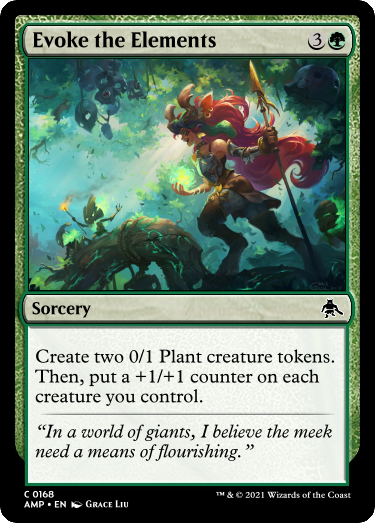 Evoke the Elements 3
Sorcery
Create two 0/1 Plant creature tokens.
Then, put a +1/+1 counter on each
creature you control.
“In a world of giants, I believe the meek
need a means of flourishing.”
C 0168
AMP • EN Grace Liu
™ & © 2021 Wizards of the Coast